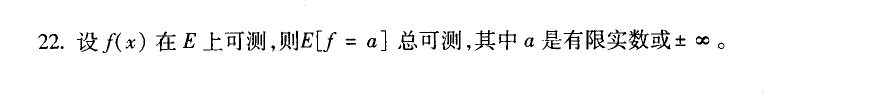 22. 设 f(x) 在 E 上可测,则E[f = a] 总可测,其中 a 是有限实数或± ∞ 。